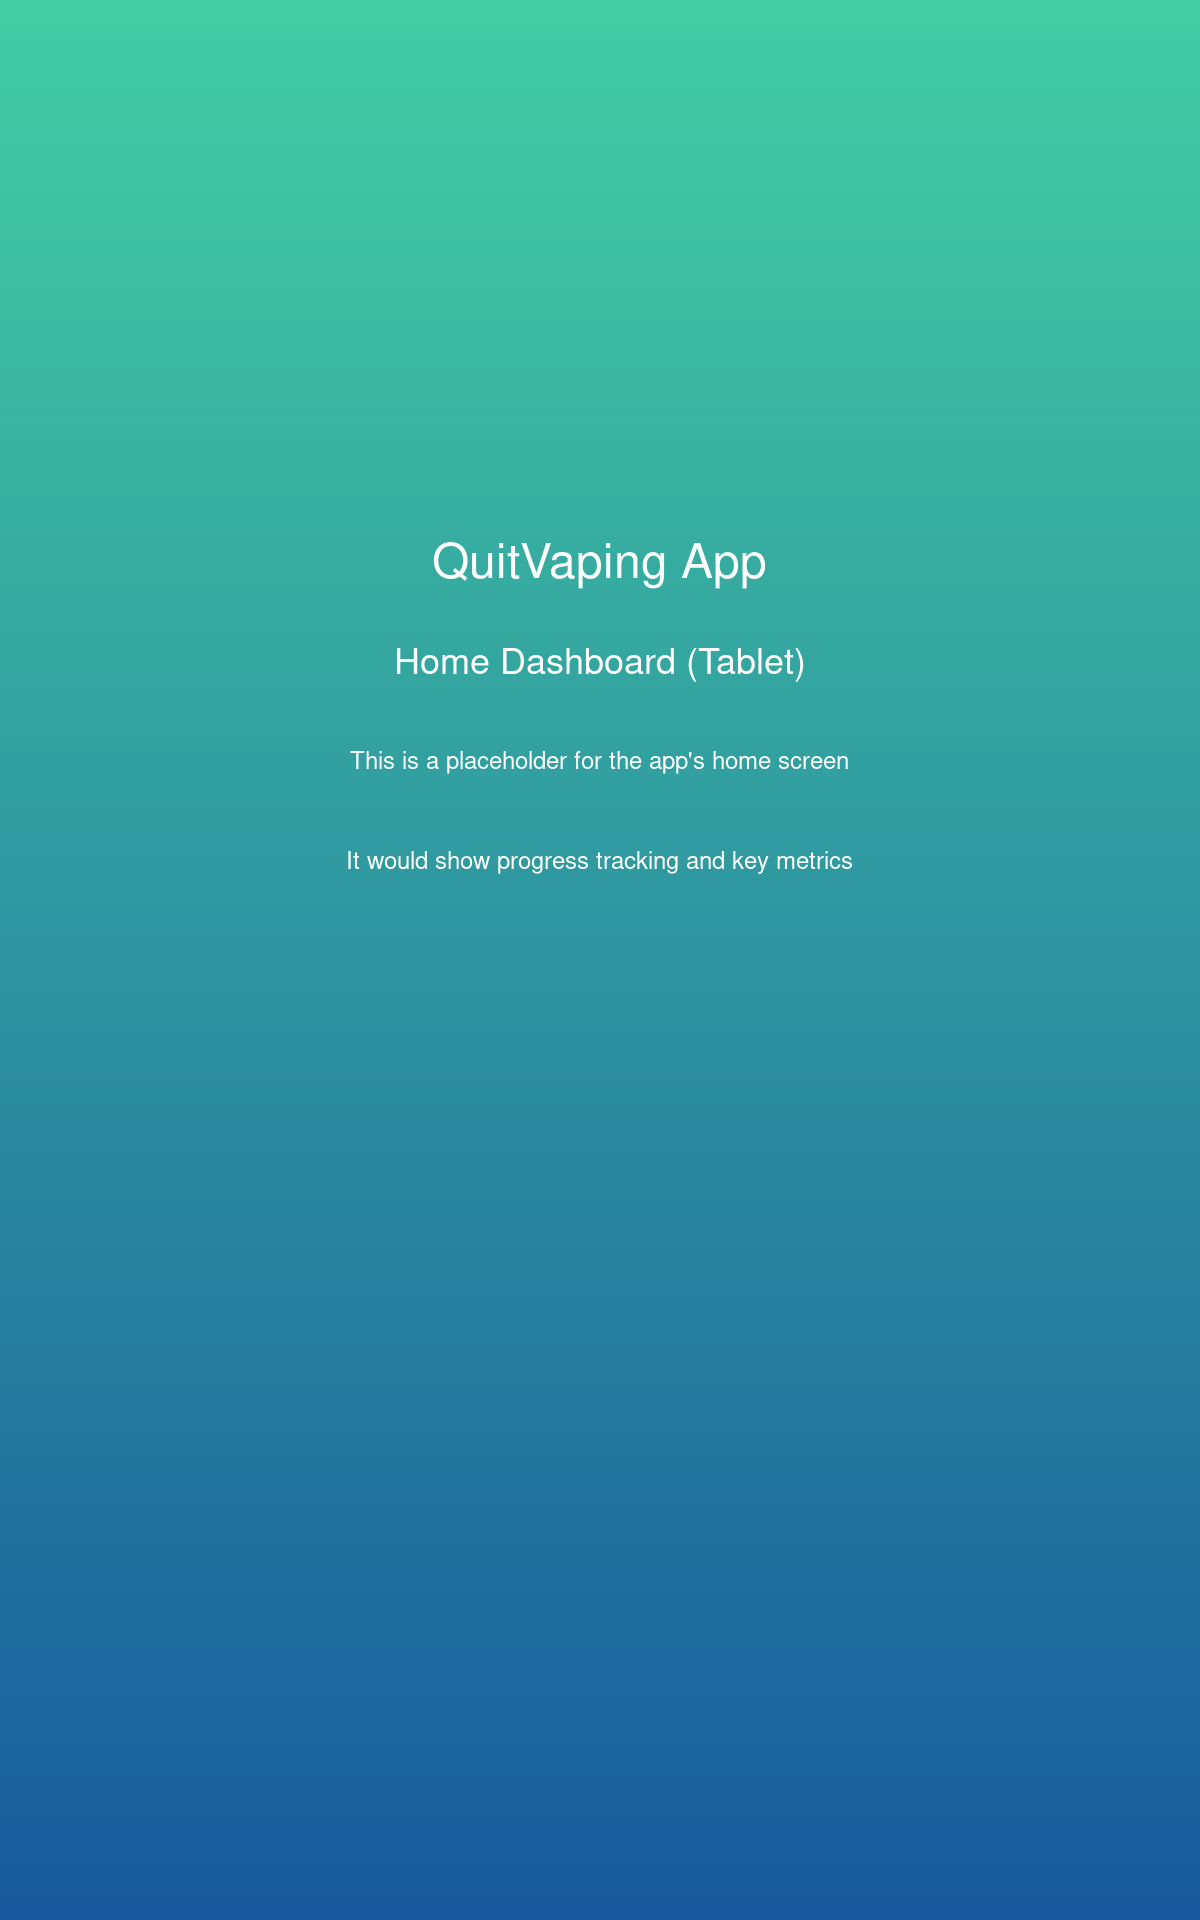 QuitVaping App
Home Dashboard (Tablet)
This is a placeholder for the app's home screen
It would show progress tracking and key metrics